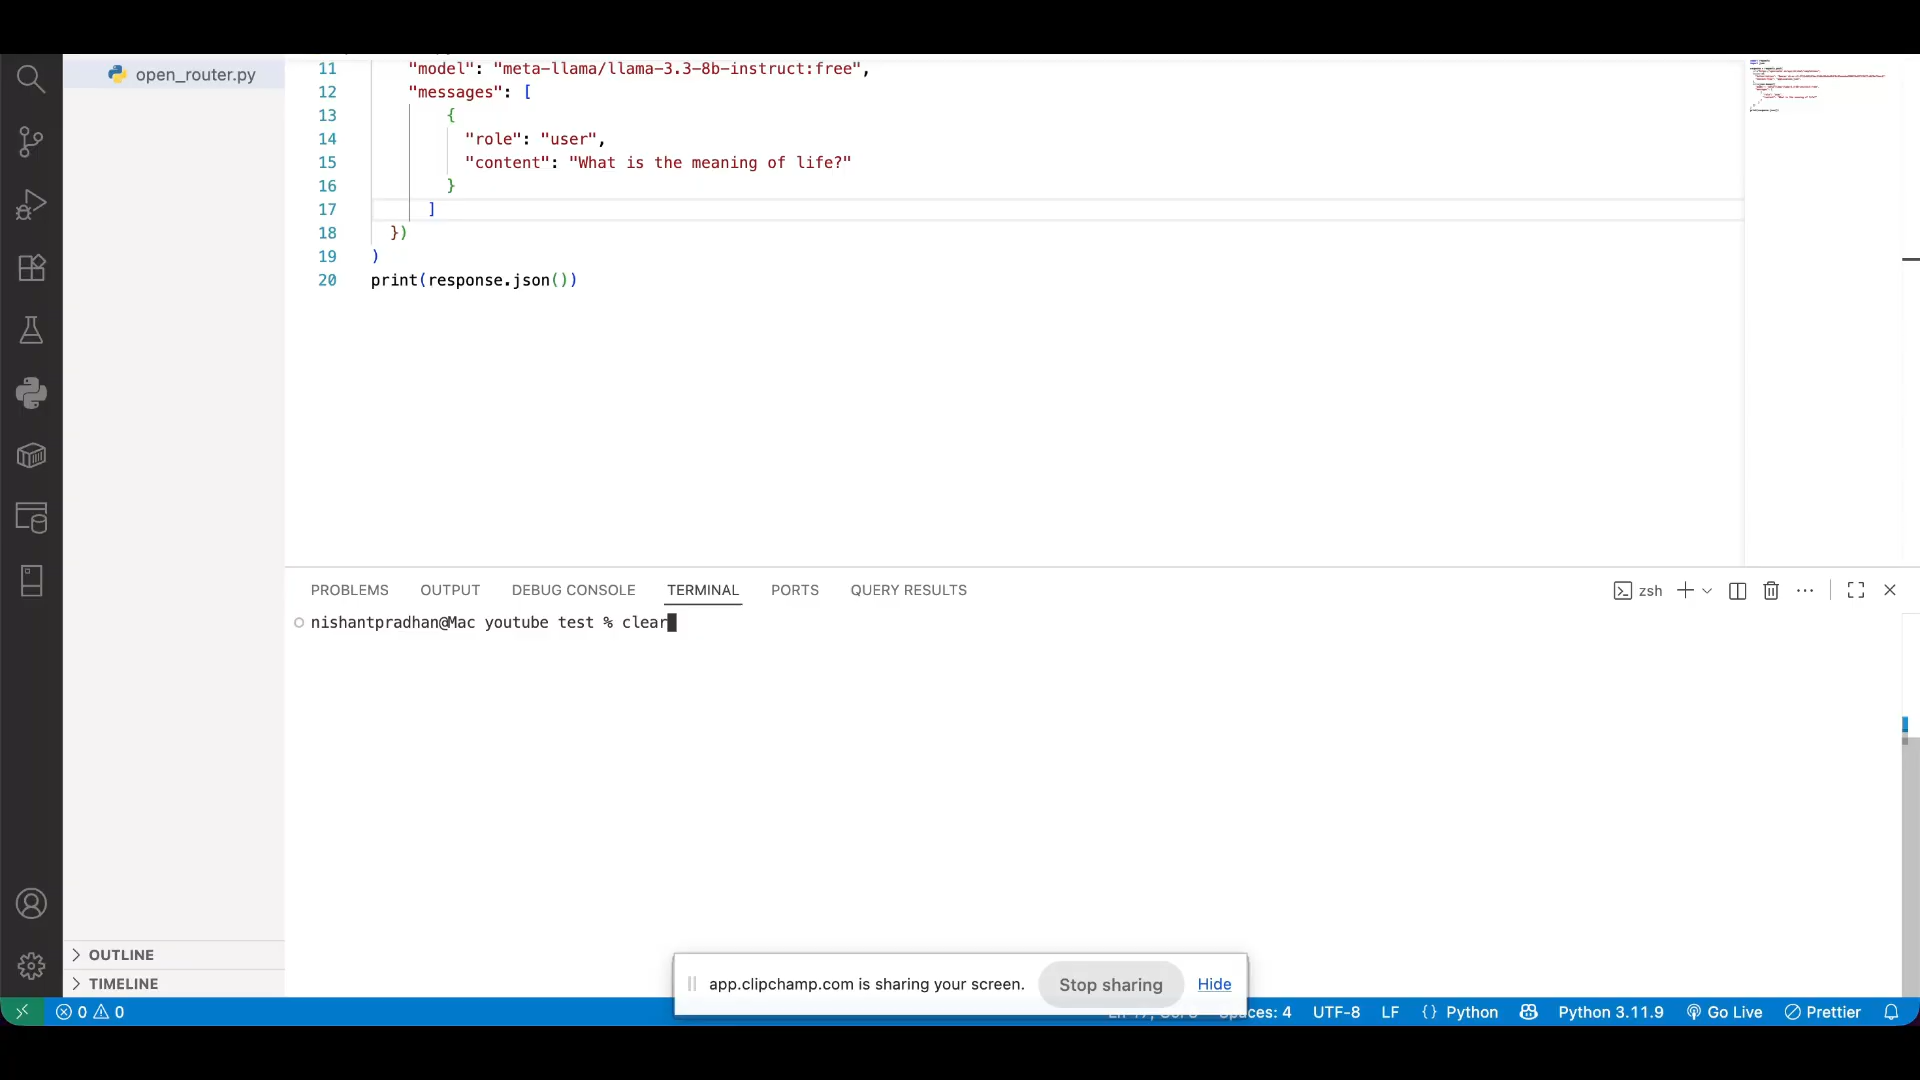 open_router.py
11 "model": "meta-llama/llama-3.3-8b-instruct:free",
12 "messages": [
13 {
14 "role": "user",
15 "content": "What is the meaning of life?"
16 }
17 ]
18 })
19 )
20 print(response.json())
PROBLEMS OUTPUT DEBUG CONSOLE TERMINAL PORTS QUERY RESULTS zsh
nishantpradhan@Mac youtube test % clear
OUTLINE
TIMELINE
app.clipchamp.com is sharing your screen. Stop sharing Hide
0 0 Spaces: 4 UTF-8 LF {} Python Python 3.11.9 Go Live Prettier